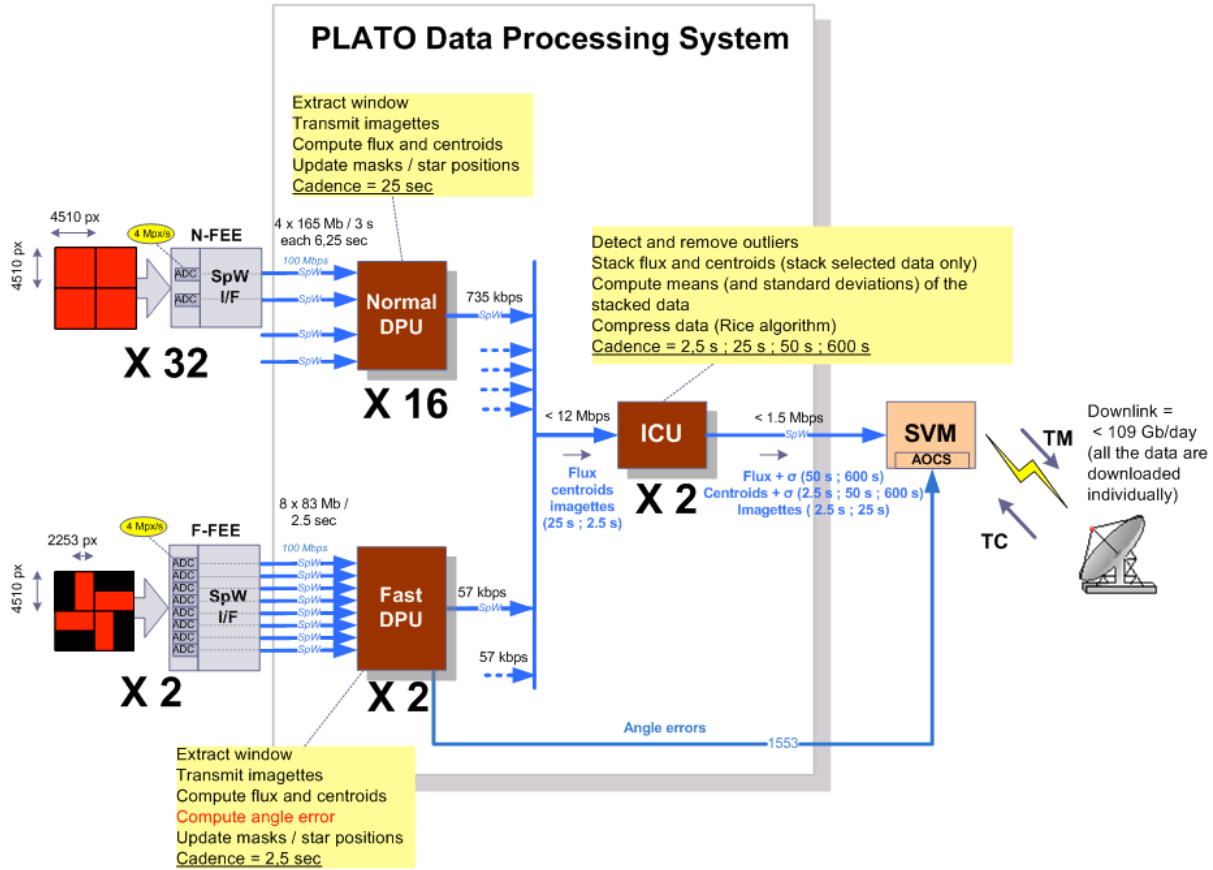 PLATO Data Processing System
Extract window
Transmit imagettes
Compute flux and centroids
Update masks / star positions
Cadence = 25 sec
4510 px
4510 px
4 Mpx/s
N-FEE
ADC
ADC
SpW
I/F
X 32
4 x 165 Mb / 3 s
each 6,25 sec
100 Mbps
SpW
SpW
SpW
SpW
Normal
DPU
X 16
735 kbps
SpW
Detect and remove outliers
Stack flux and centroids (stack selected data only)
Compute means (and standard deviations) of the
stacked data
Compress data (Rice algorithm)
Cadence = 2,5 s ; 25 s ; 50 s ; 600 s
< 12 Mbps
Flux
centroids
imagettes
(25 s ; 2.5 s)
ICU
X 2
< 1.5 Mbps
SpW
Flux + σ (50 s ; 600 s)
Centroids + σ (2.5 s ; 50 s ; 600 s)
Imagettes ( 2.5 s ; 25 s)
SVM
AOCS
TM
TC
Downlink =
< 109 Gb/day
(all the data are
downloaded
individually)
2253 px
4510 px
4 Mpx/s
F-FEE
ADC
ADC
ADC
ADC
ADC
ADC
ADC
ADC
SpW
I/F
X 2
8 x 83 Mb /
2.5 sec
100 Mbps
SpW
SpW
SpW
SpW
SpW
SpW
SpW
SpW
Fast
DPU
X 2
57 kbps
SpW
57 kbps
Angle errors
1553
Extract window
Transmit imagettes
Compute flux and centroids
Compute angle error
Update masks / star positions
Cadence = 2,5 sec